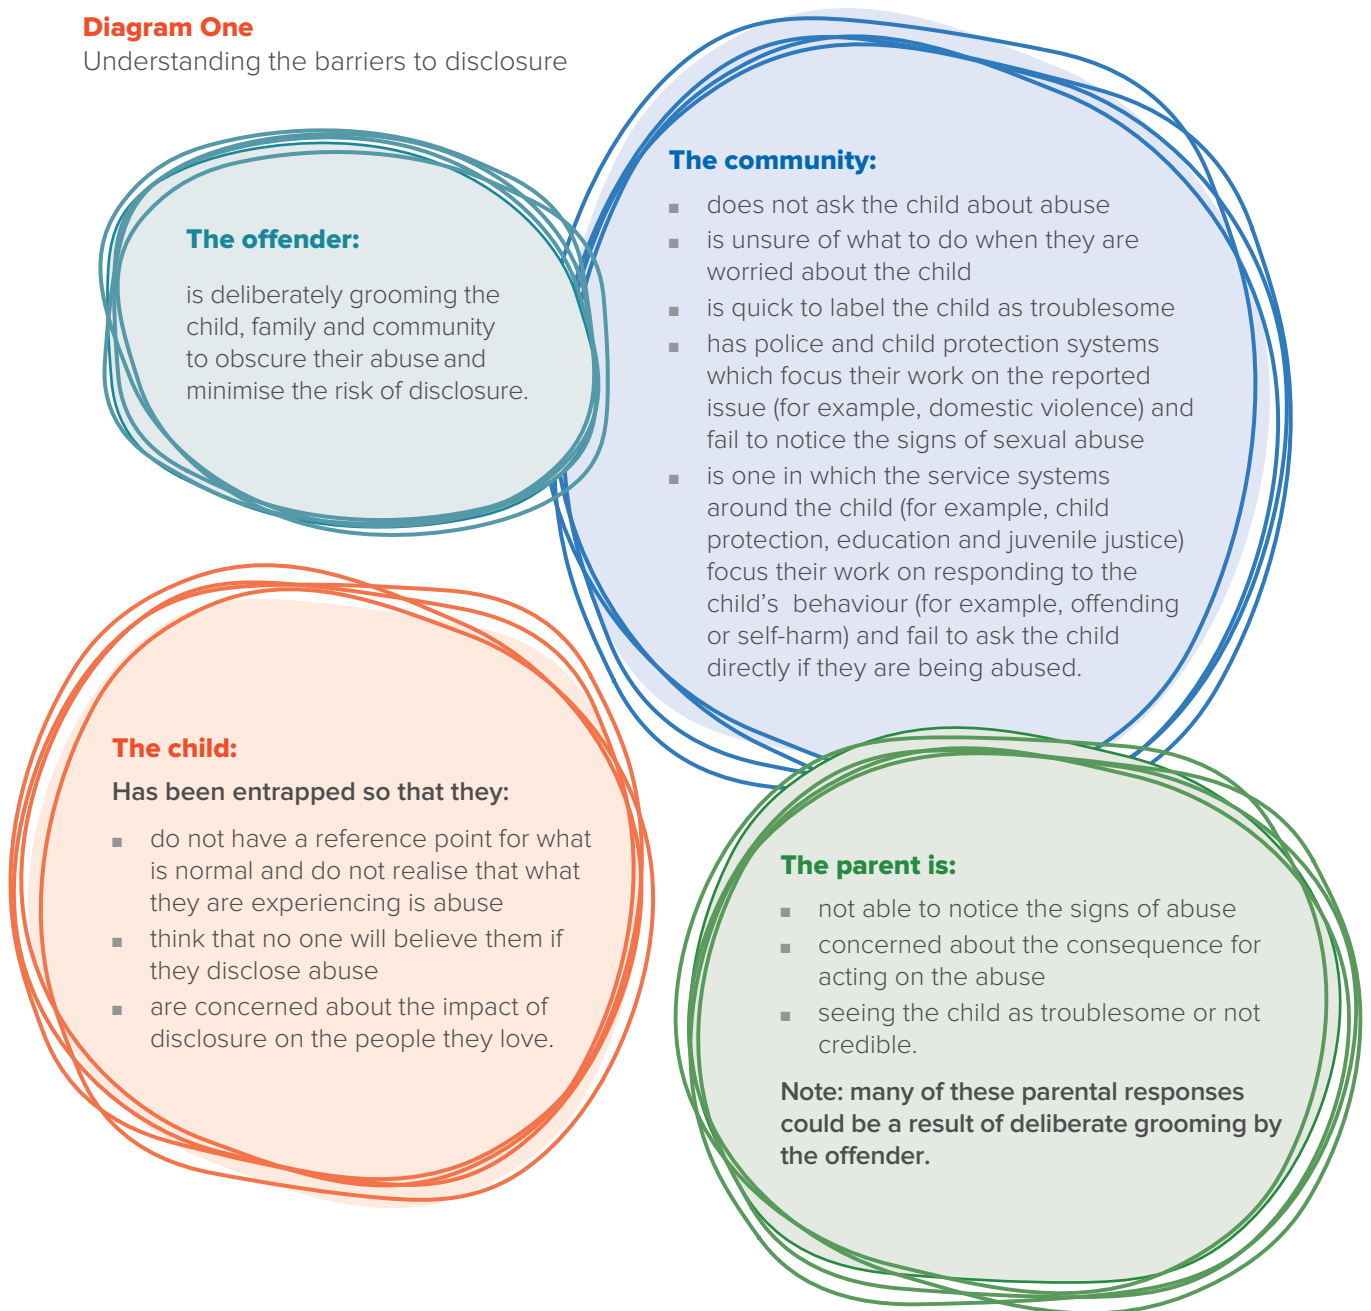 Diagram One
Understanding the barriers to disclosure
The offender:
is deliberately grooming the
child, family and community
to obscure their abuse and
minimise the risk of disclosure.
The community:
▪ does not ask the child about abuse
▪ is unsure of what to do when they are
worried about the child
▪ is quick to label the child as troublesome
▪ has police and child protection systems
which focus their work on the reported
issue (for example, domestic violence) and
fail to notice the signs of sexual abuse
▪ is one in which the service systems
around the child (for example, child
protection, education and juvenile justice)
focus their work on responding to the
child's behaviour (for example, offending
or self-harm) and fail to ask the child
directly if they are being abused.
The child:
Has been entrapped so that they:
▪ do not have a reference point for what
is normal and do not realise that what
they are experiencing is abuse
▪ think that no one will believe them if
they disclose abuse
▪ are concerned about the impact of
disclosure on the people they love.
The parent is:
▪ not able to notice the signs of abuse
▪ concerned about the consequence for
acting on the abuse
▪ seeing the child as troublesome or not
credible.
Note: many of these parental responses
could be a result of deliberate grooming by
the offender.